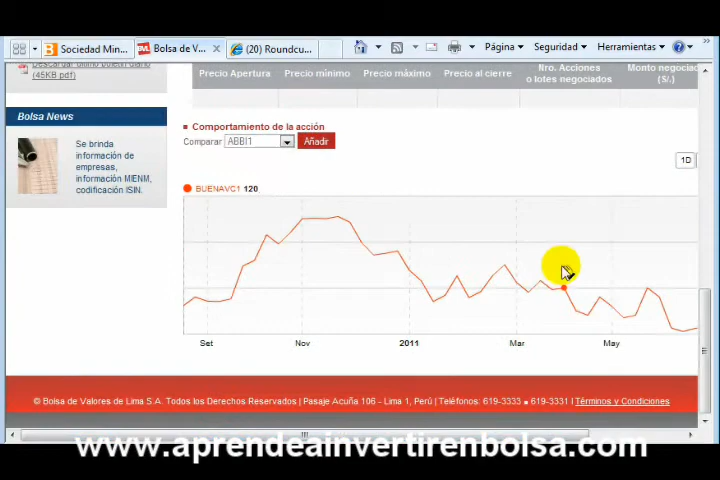 Sociedad Min...
Bolsa de V...
(20) Roundcu...
Página
Seguridad
Herramientas
(45KB pdf)
Precio Apertura
Precio mínimo
Precio máximo
Precio al cierre
Nro. Acciones
o lotes negociados
Monto negociad
(S/.)
Bolsa News
Se brinda
información de
empresas,
información MIENM,
codificación ISIN.
Comportamiento de la acción
Comparar ABBI1 Añadir
1D
BUENAVC1 120
Set Nov 2011 Mar May
© Bolsa de Valores de Lima S.A. Todos los Derechos Reservados | Pasaje Acuña 106 - Lima 1, Perú | Teléfonos: 619-3333 ■ 619-3331 | Términos y Condiciones
www.aprendeainvertirenbolsa.com